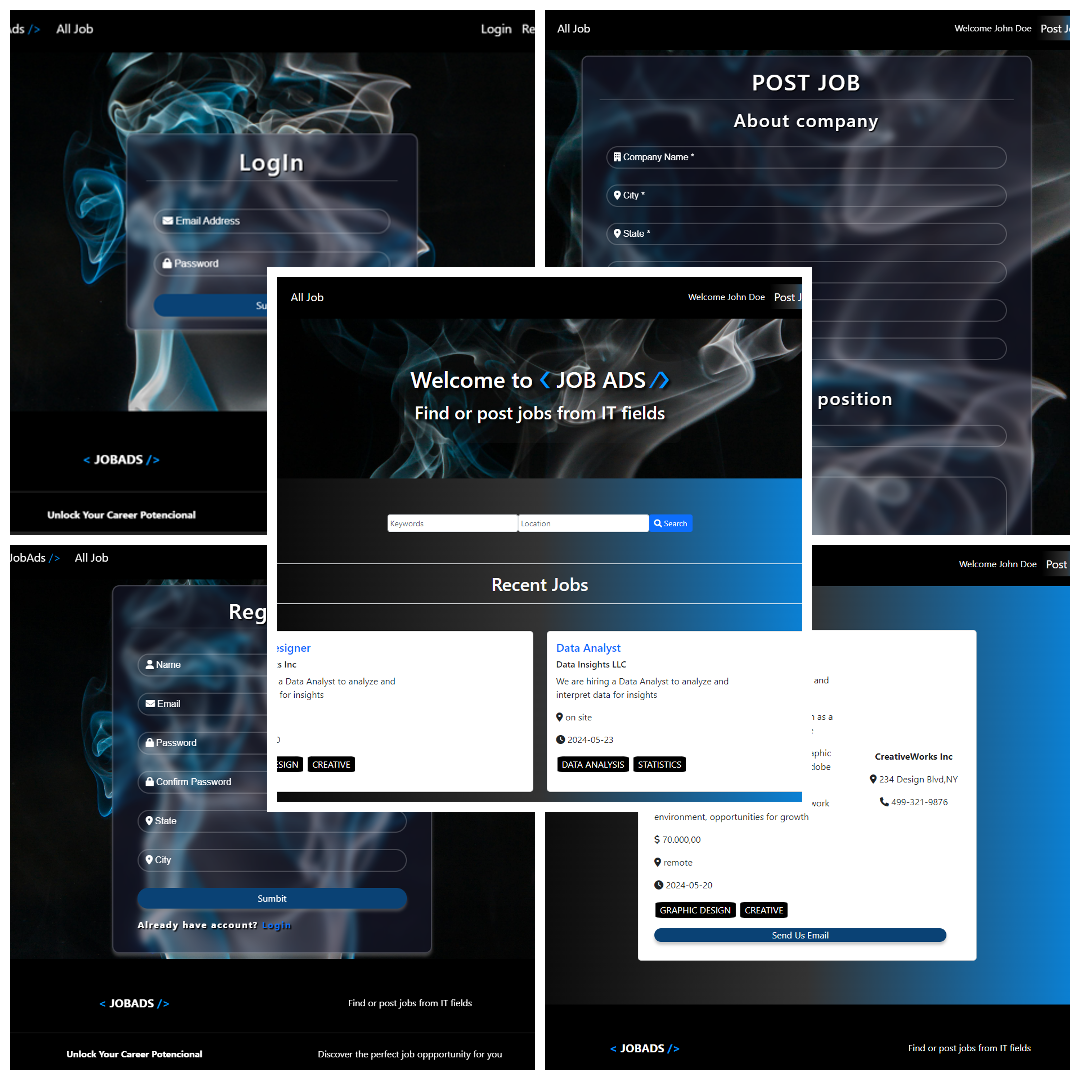 Ads />
All Job
Login
Re
LogIn
Email Address
Password
Su
< JOBADS />
Unlock Your Career Potencional
All Job
Welcome John Doe
Post J
POST JOB
About company
Company Name *
City *
State *
position
All Job
Welcome John Doe
Post J
Welcome to < JOB ADS />
Find or post jobs from IT fields
Keywords
Location
Search
Recent Jobs
esigner
ks Inc
a Data Analyst to analyze and
for insights
0
ESIGN
CREATIVE
Data Analyst
Data Insights LLC
We are hiring a Data Analyst to analyze and
interpret data for insights
on site
2024-05-23
DATA ANALYSIS
STATISTICS
JobAds />
All Job
Reg
Name
Email
Password
Confirm Password
State
City
Sumbit
Already have account? LogIn
< JOBADS />
Find or post jobs from IT fields
Unlock Your Career Potencional
Discover the perfect job oppportunity for you
Welcome John Doe
Post
and
n as a
aphic
dobe
work
environment, opportunities for growth
$ 70.000,00
remote
2024-05-20
GRAPHIC DESIGN
CREATIVE
Send Us Email
CreativeWorks Inc
234 Design Blvd,NY
499-321-9876
< JOBADS />
Find or post jobs from IT fields